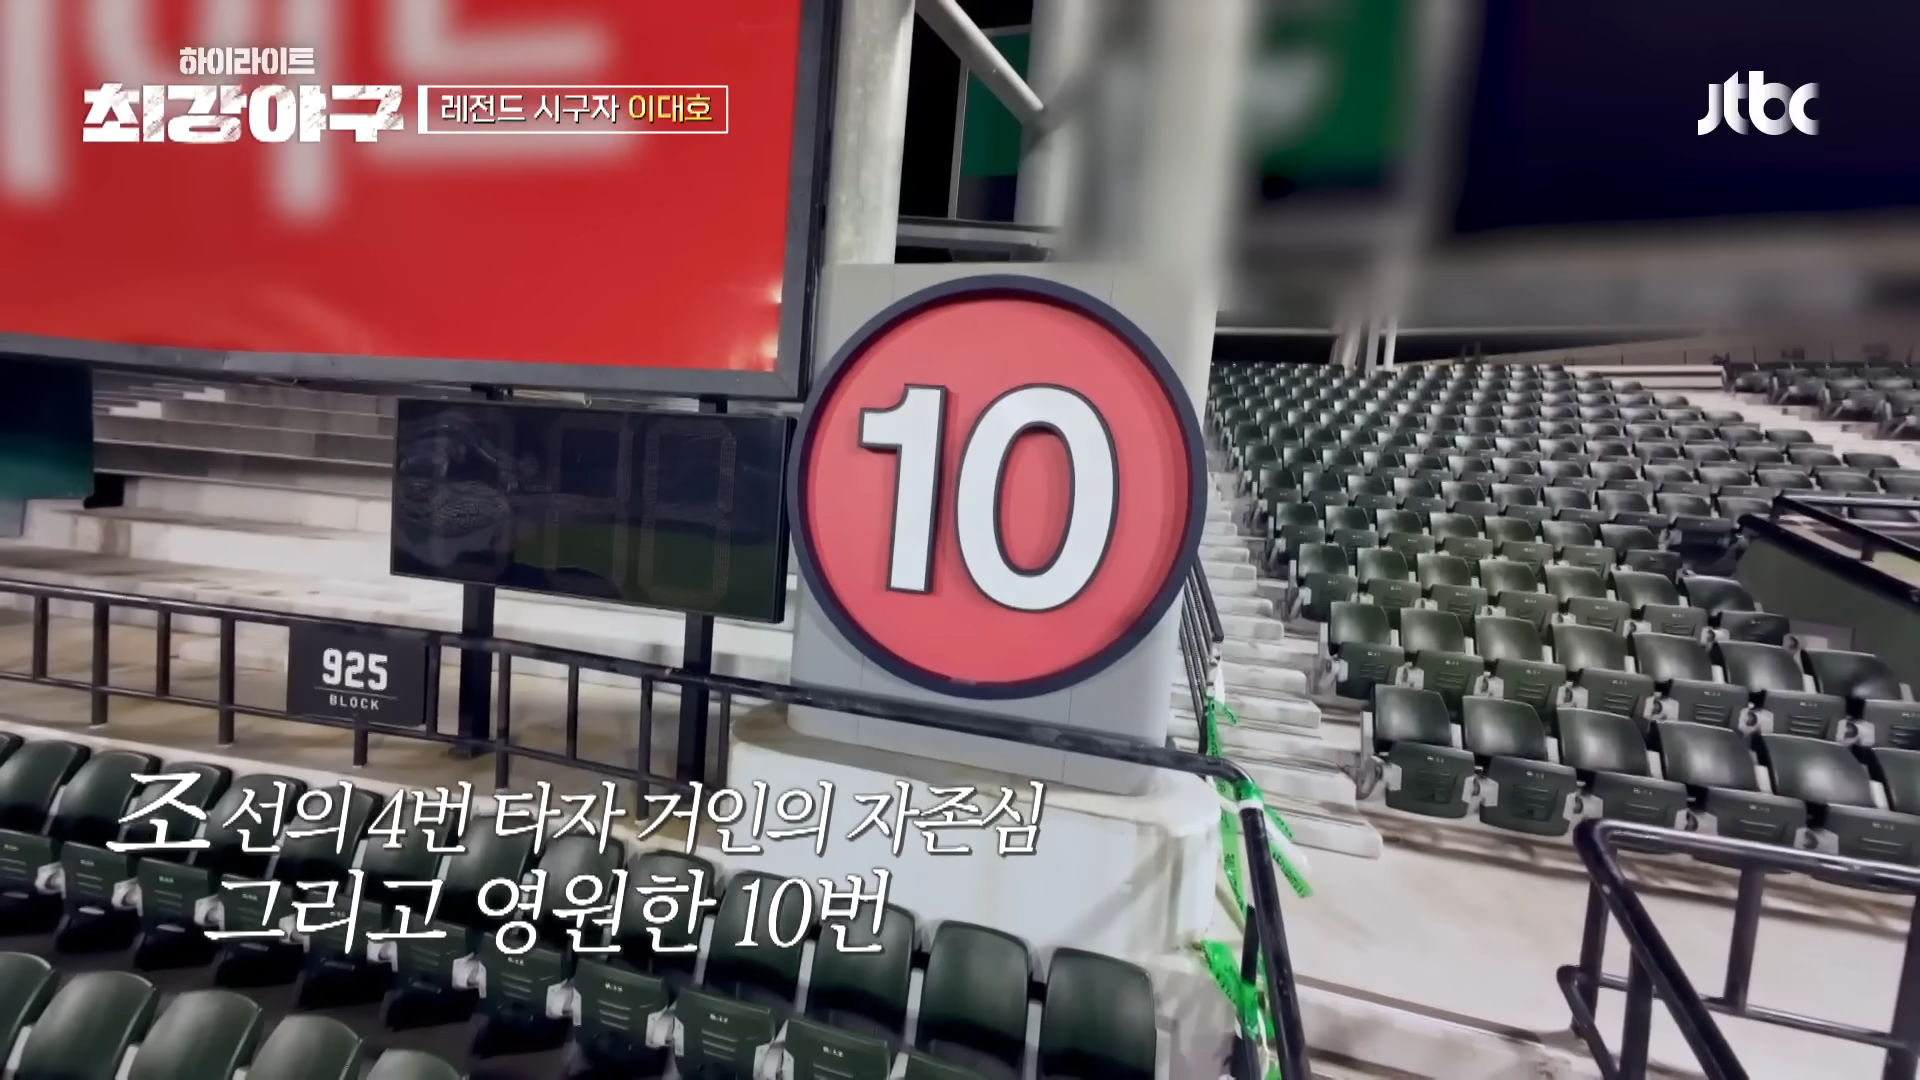 하이라이트
최강야구
레전드 시구자 이대호
jtbc
10
925
BLOCK
조선의 4번 타자 거인의 자존심
그리고 영원한 10번